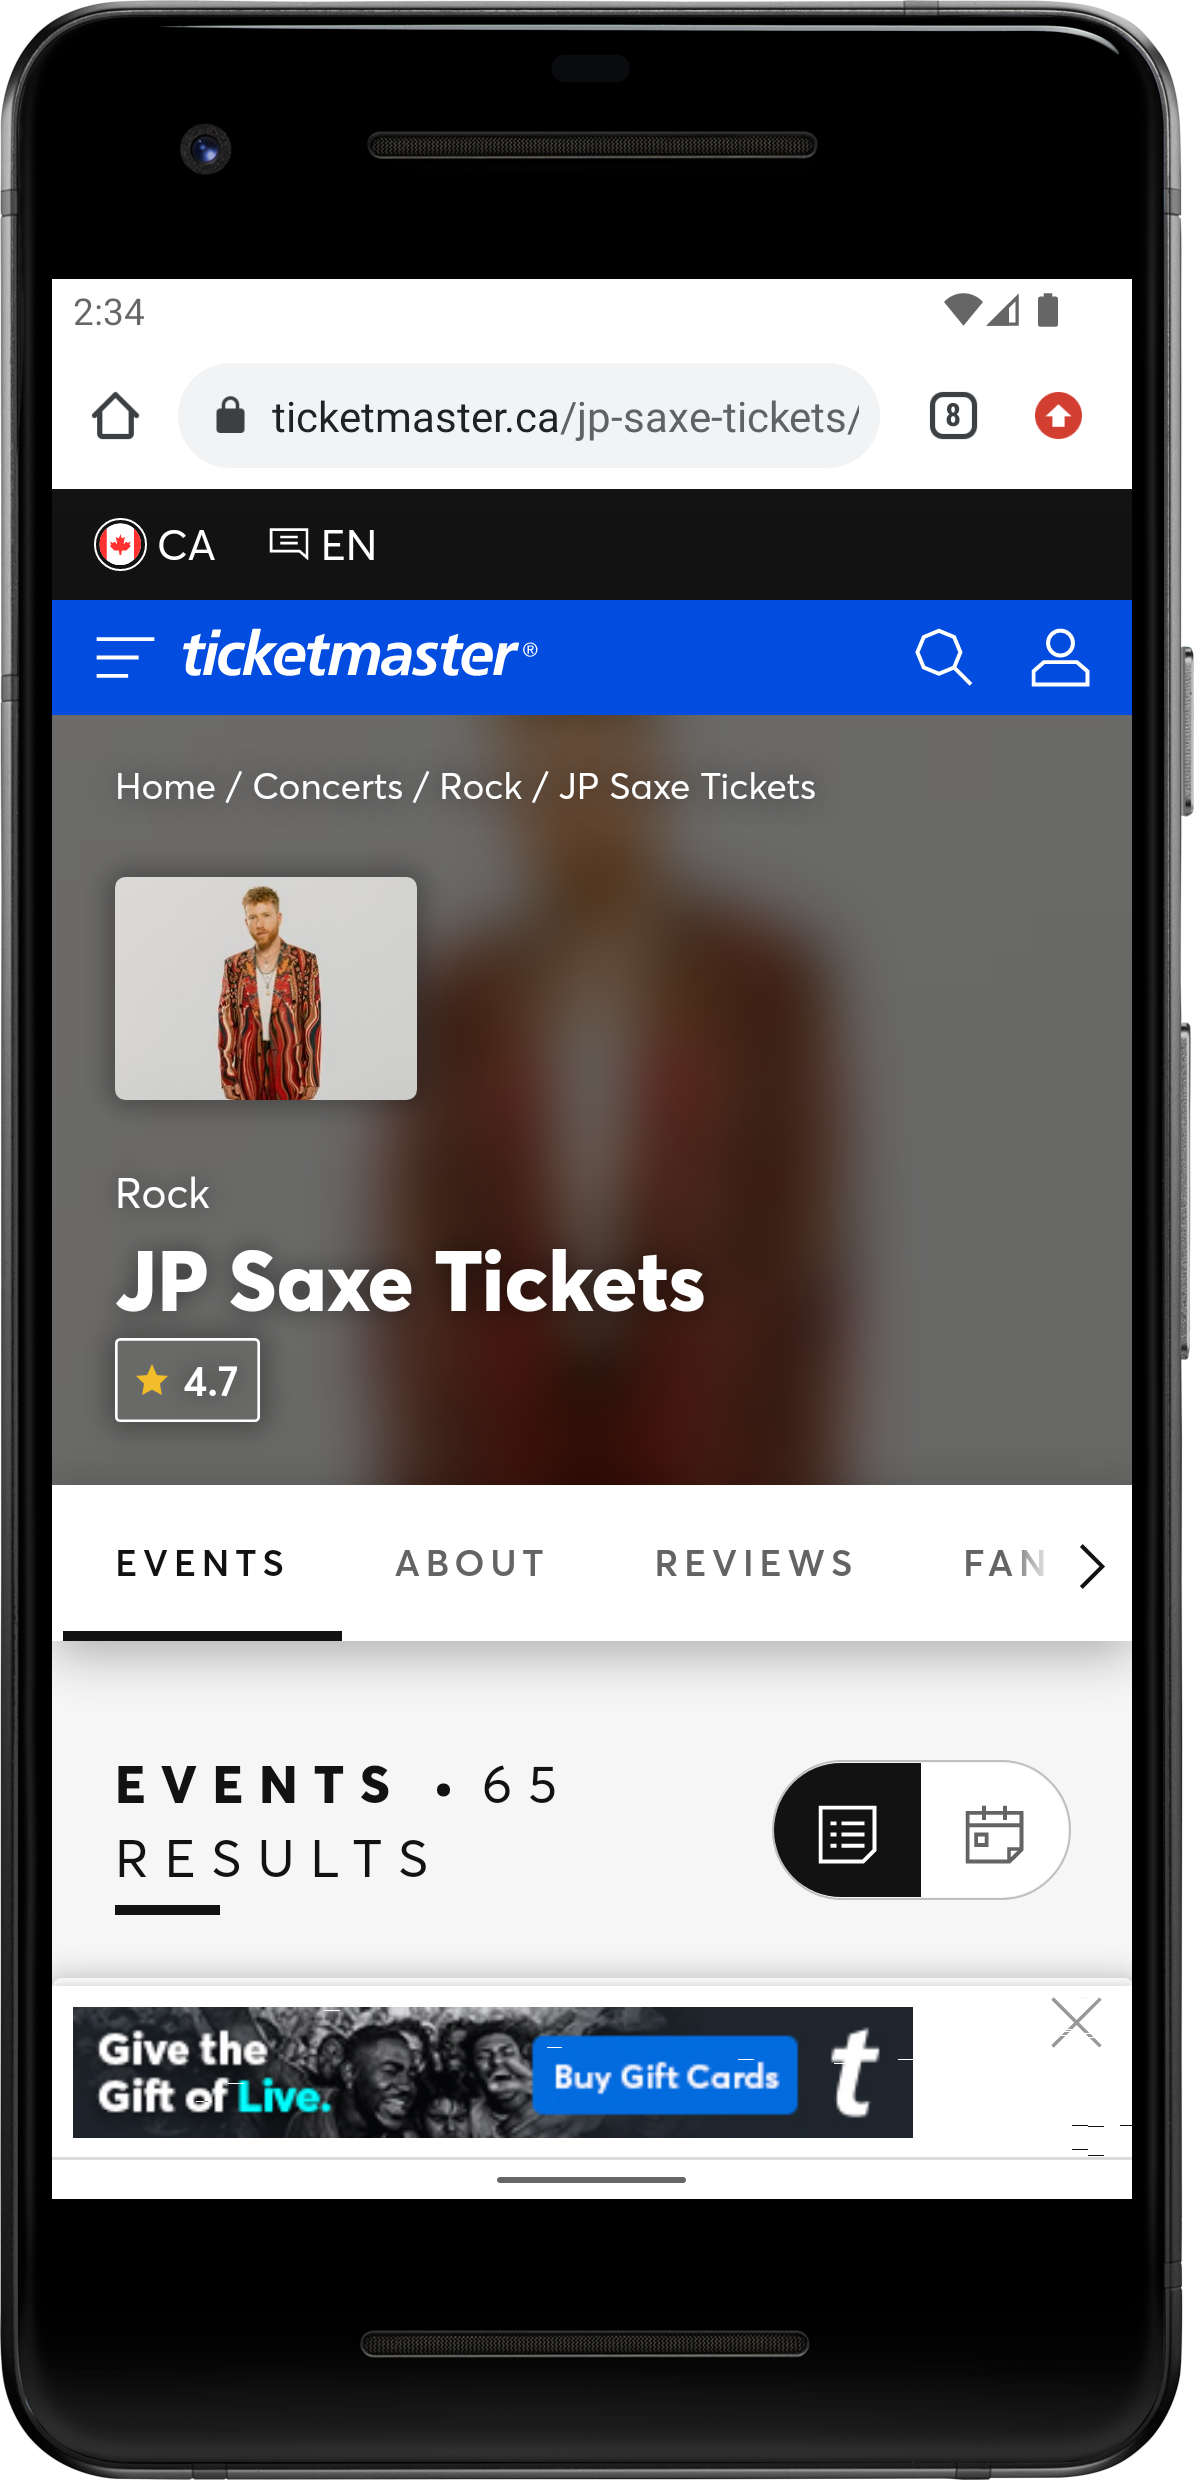 2:34
ticketmaster.ca/jp-saxe-tickets/
8
CA EN
ticketmaster®
Home / Concerts / Rock / JP Saxe Tickets
Rock
JP Saxe Tickets
4.7
EVENTS ABOUT REVIEWS FAN
EVENTS • 65
RESULTS
Give the
Gift of Live.
Buy Gift Cards
t